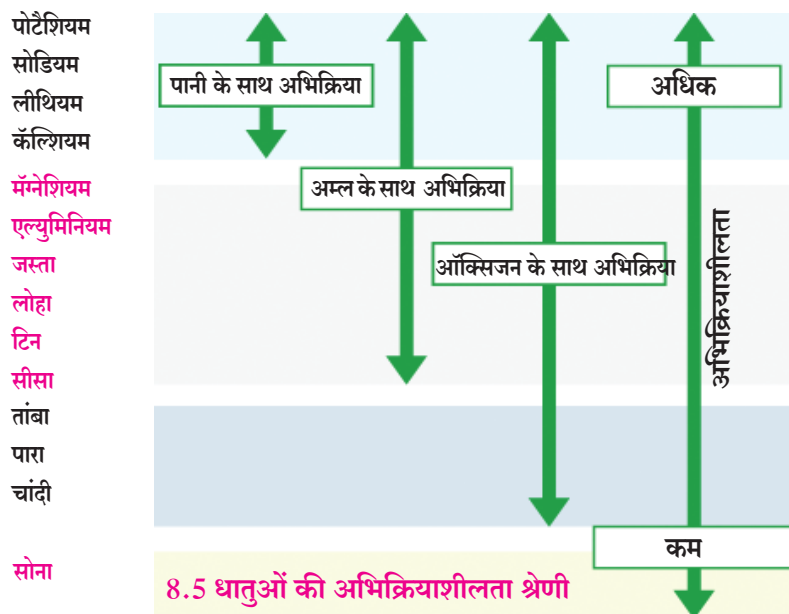 पोटैशियम
सोडियम
लीथियम
कॅल्शियम
मॅग्नेशियम
एल्युमिनियम
जस्ता
लोहा
टिन
सीसा
तांबा
पारा
चांदी
सोना
पानी के साथ अभिक्रिया
अम्ल के साथ अभिक्रिया
ऑक्सिजन के साथ अभिक्रिया
अधिक
अभिक्रियाशीलता
कम
8.5 धातुओं की अभिक्रियाशीलता श्रेणी